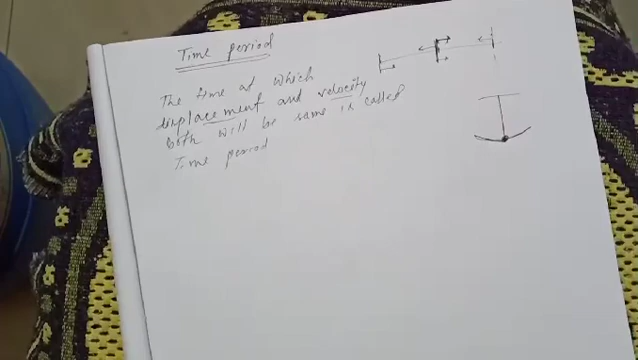 Time period
The time at which
displacement and velocity
both will be same is called
Time period